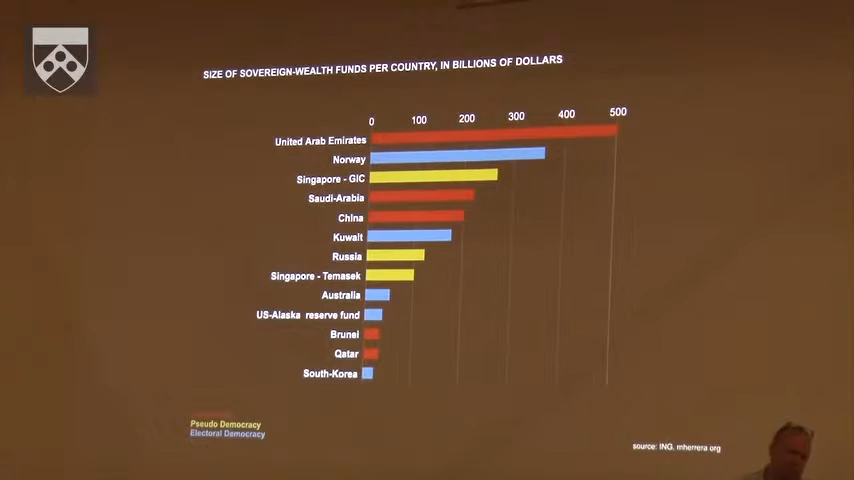 SIZE OF SOVEREIGN-WEALTH FUNDS PER COUNTRY, IN BILLIONS OF DOLLARS
0 100 200 300 400 500
United Arab Emirates
Norway
Singapore - GIC
Saudi-Arabia
China
Kuwait
Russia
Singapore - Temasek
Australia
US-Alaska reserve fund
Brunei
Qatar
South-Korea
Pseudo Democracy
Electoral Democracy
source: ING, mherrera.org